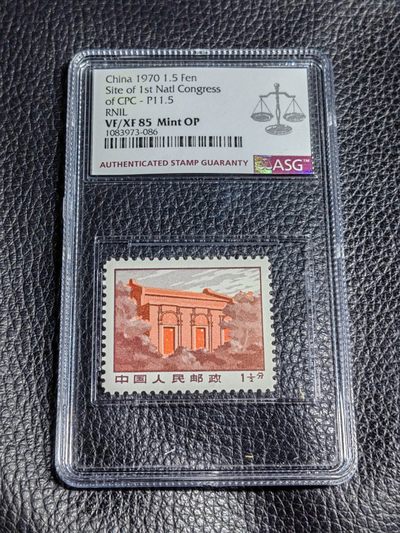 China 1970 1.5 Fen
Site of 1st Natl Congress
of CPC - P11.5
RNIL
VF/XF 85 Mint OP
1083973-086
AUTHENTICATED STAMP GUARANTY
ASG™
中国人民邮政 1½分